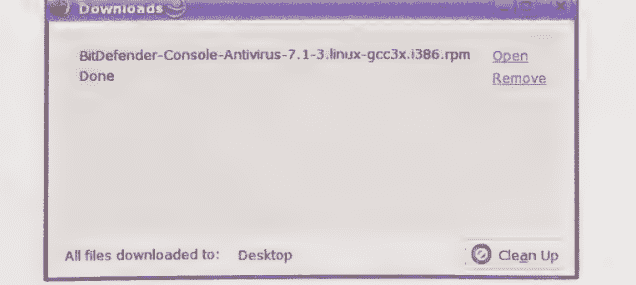 Downloads
BitDefender-Console-Antivirus-7.1-3.linux-gcc3x.i386.rpm Open
Done Remove
All files downloaded to: Desktop Clean Up